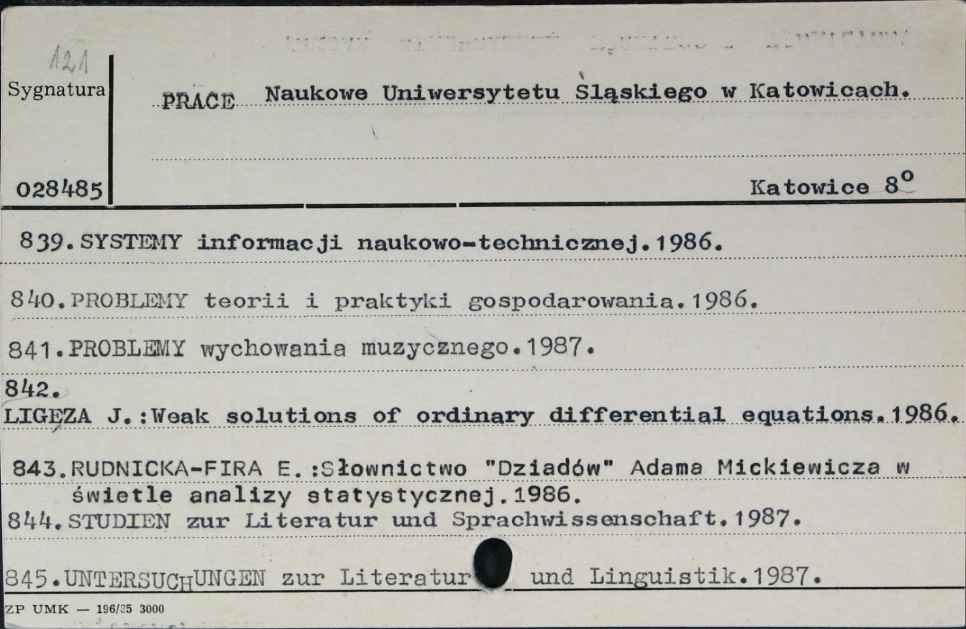 121
Sygnatura
PRACE Naukowe Uniwersytetu Śląskiego w Katowicach.
028485
Katowice 8º
839.SYSTEMY informacji naukowo-technicznej.1986.
840.PROBLEMY teorii i praktyki gospodarowania.1986.
841.PROBLEMY wychowania muzycznego.1987.
842.
LIGĘZA J.:Weak solutions of ordinary differential equations.1986.
843.RUDNICKA-FIRA E.:Słownictwo "Dziadów" Adama Mickiewicza w
świetle analizy statystycznej.1986.
844.STUDIEN zur Literatur und Sprachwissenschaft.1987.
845.UNTERSUCHUNGEN zur Literatur und Linguistik.1987.
ZP UMK — 196/85 3000